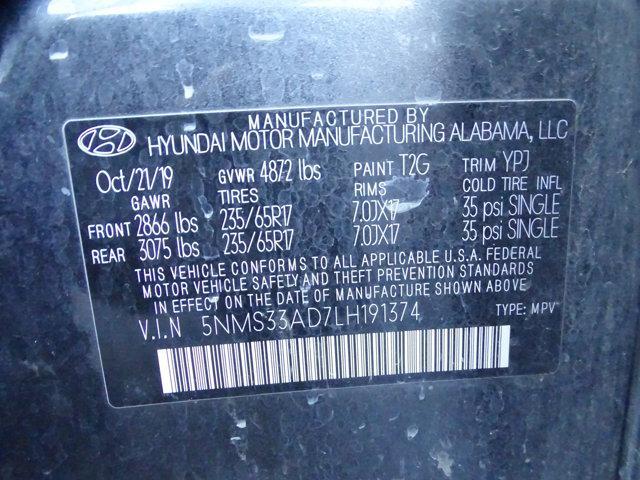 MANUFACTURED BY
HYUNDAI MOTOR MANUFACTURING ALABAMA, LLC
Oct/21/19 GVWR 4872 lbs PAINT T2G TRIM YPJ
GAWR TIRES RIMS COLD TIRE INFL
FRONT 2866 lbs 235/65R17 7.0JX17 35 psi SINGLE
REAR 3075 lbs 235/65R17 7.0JX17 35 psi SINGLE
THIS VEHICLE CONFORMS TO ALL APPLICABLE U.S.A. FEDERAL
MOTOR VEHICLE SAFETY AND THEFT PREVENTION STANDARDS
IN EFFECT ON THE DATE OF MANUFACTURE SHOWN ABOVE
V.I.N 5NMS33AD7LH191374 TYPE: MPV